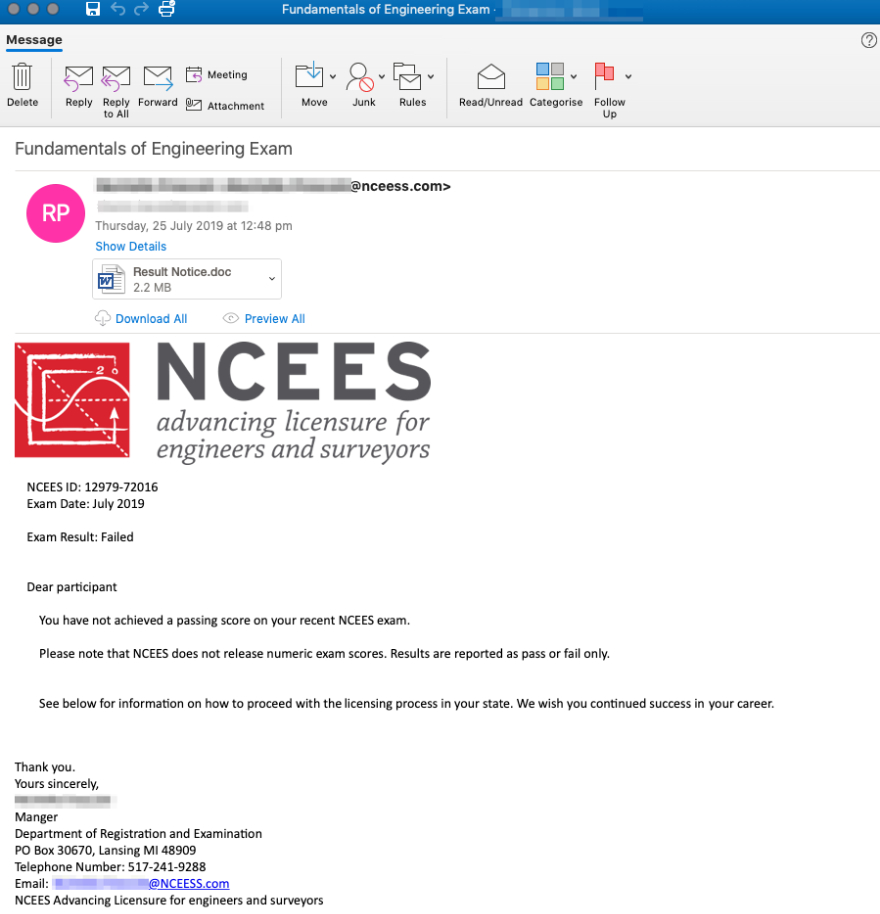 Fundamentals of Engineering Exam -
Message
?
Delete
Reply
Reply
to All
Forward
Meeting
Attachment
Move
Junk
Rules
Read/Unread
Categorise
Follow
Up
Fundamentals of Engineering Exam
RP
@nceess.com>
Thursday, 25 July 2019 at 12:48 pm
Show Details
W
Result Notice.doc
2.2 MB
Download All
Preview All
2
NCEES
advancing licensure for
engineers and surveyors
NCEES ID: 12979-72016
Exam Date: July 2019
Exam Result: Failed
Dear participant
You have not achieved a passing score on your recent NCEES exam.
Please note that NCEES does not release numeric exam scores. Results are reported as pass or fail only.
See below for information on how to proceed with the licensing process in your state. We wish you continued success in your career.
Thank you.
Yours sincerely,
Manger
Department of Registration and Examination
PO Box 30670, Lansing MI 48909
Telephone Number: 517-241-9288
Email: @NCEESS.com
NCEES Advancing Licensure for engineers and surveyors